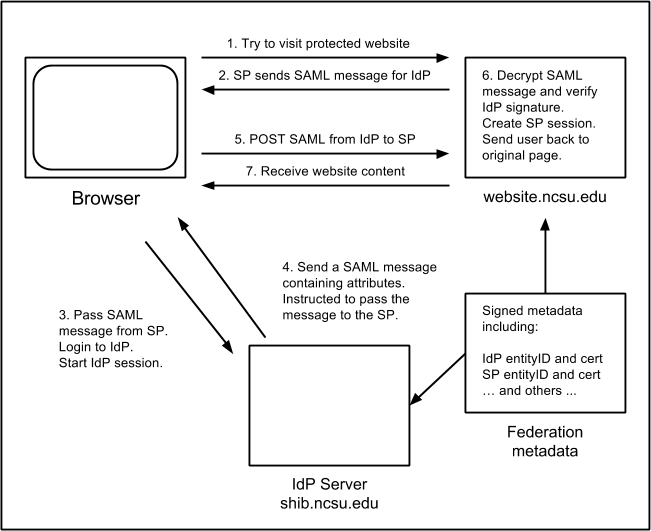 1. Try to visit protected website
2. SP sends SAML message for IdP
5. POST SAML from IdP to SP
7. Receive website content
Browser
6. Decrypt SAML
message and verify
IdP signature.
Create SP session.
Send user back to
original page.
website.ncsu.edu
3. Pass SAML
message from SP.
Login to IdP.
Start IdP session.
4. Send a SAML message
containing attributes.
Instructed to pass the
message to the SP.
Signed metadata
including:
IdP entityID and cert
SP entityID and cert
… and others ...
Federation
metadata
IdP Server
shib.ncsu.edu